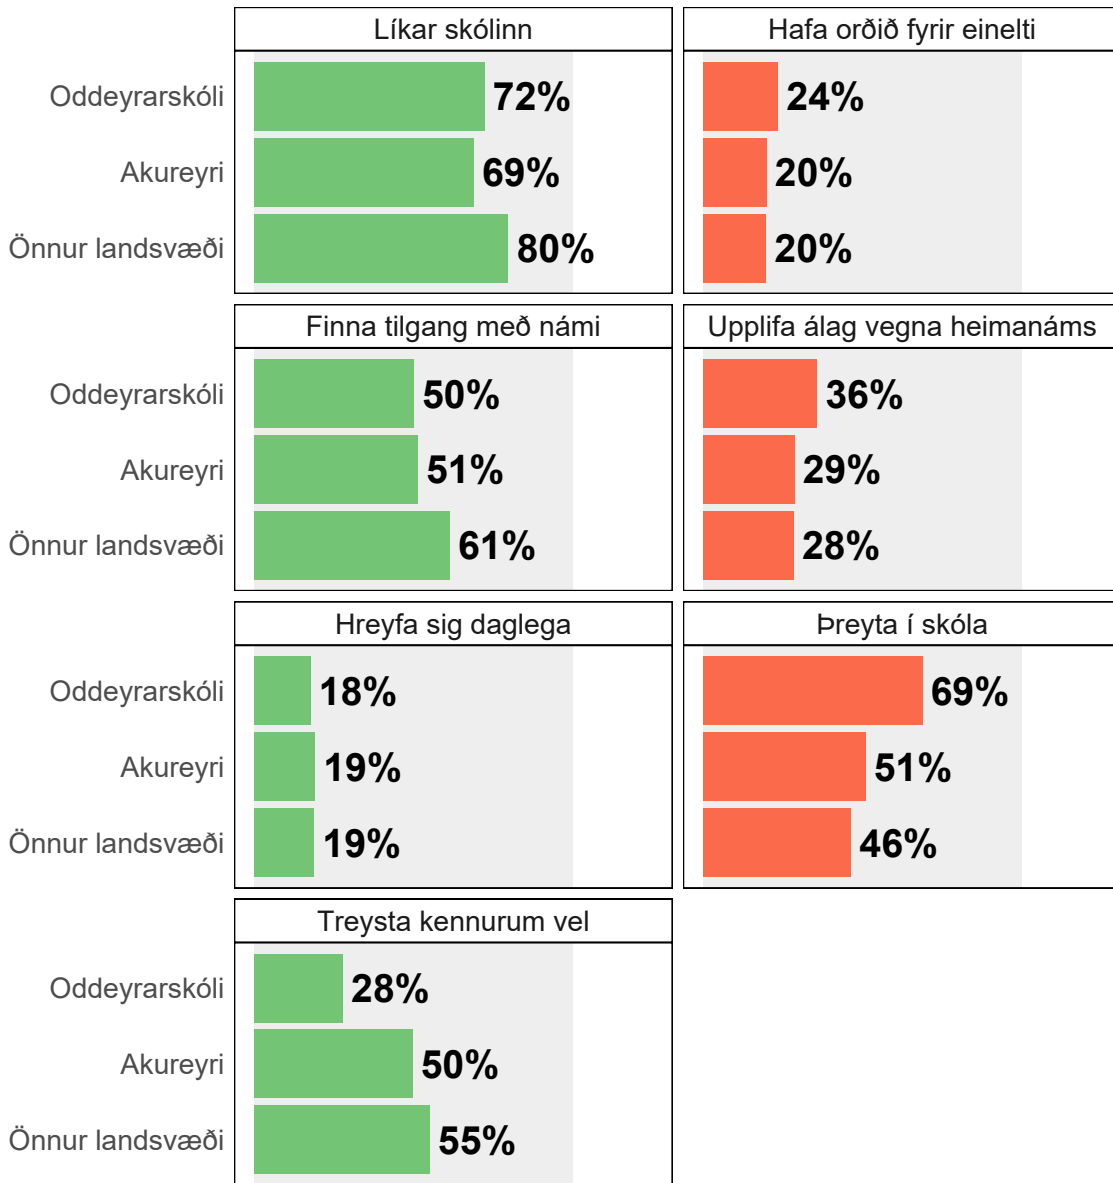 Líkar skólinn
Hafa orðið fyrir einelti
Oddeyrarskóli 72% 24%
Akureyri 69% 20%
Önnur landsvæði 80% 20%
Finna tilgang með námi
Upplifa álag vegna heimanáms
Oddeyrarskóli 50% 36%
Akureyri 51% 29%
Önnur landsvæði 61% 28%
Hreyfa sig daglega
Þreyta í skóla
Oddeyrarskóli 18% 69%
Akureyri 19% 51%
Önnur landsvæði 19% 46%
Treysta kennurum vel
Oddeyrarskóli 28%
Akureyri 50%
Önnur landsvæði 55%